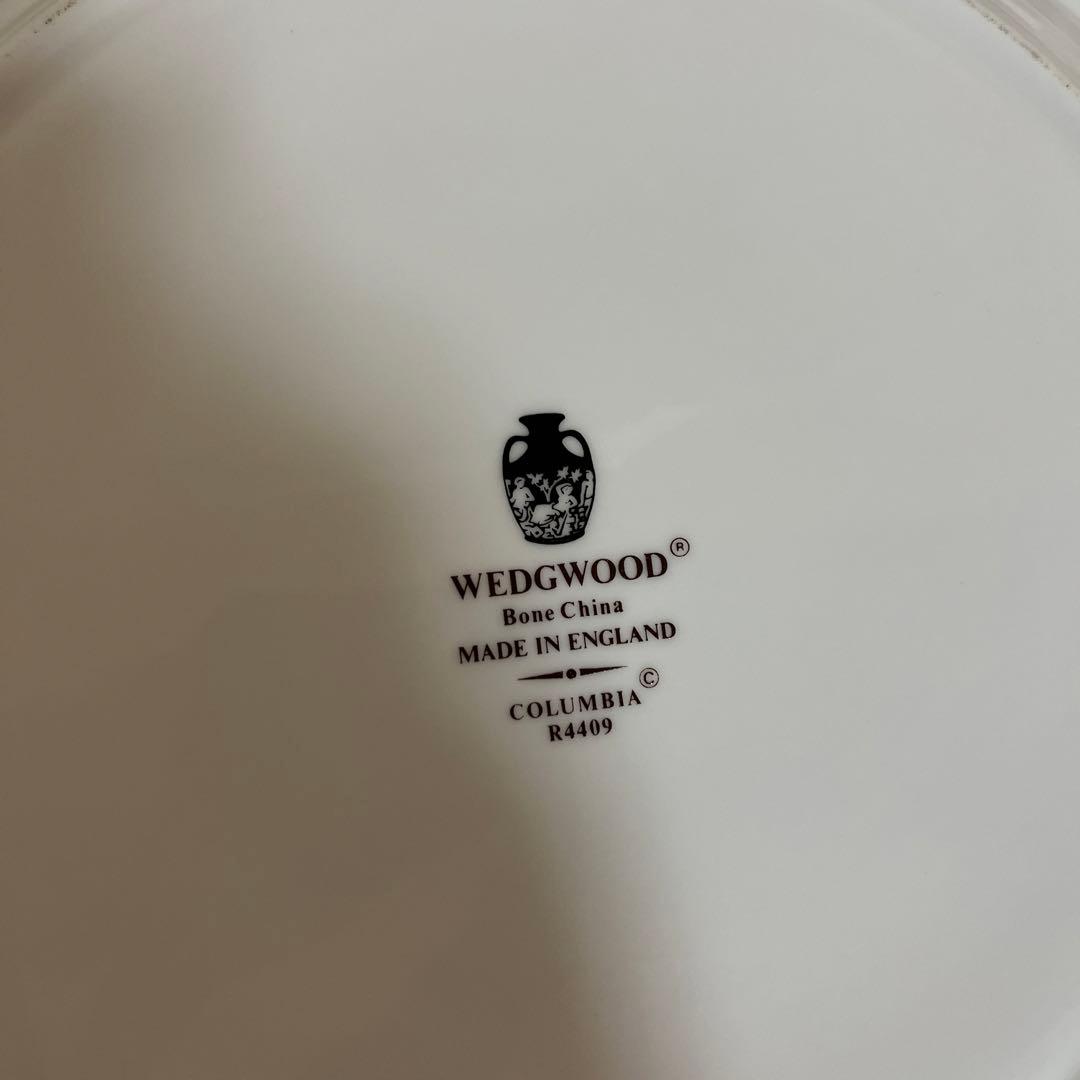 WEDGWOOD®
Bone China
MADE IN ENGLAND
COLUMBIA©
R4409